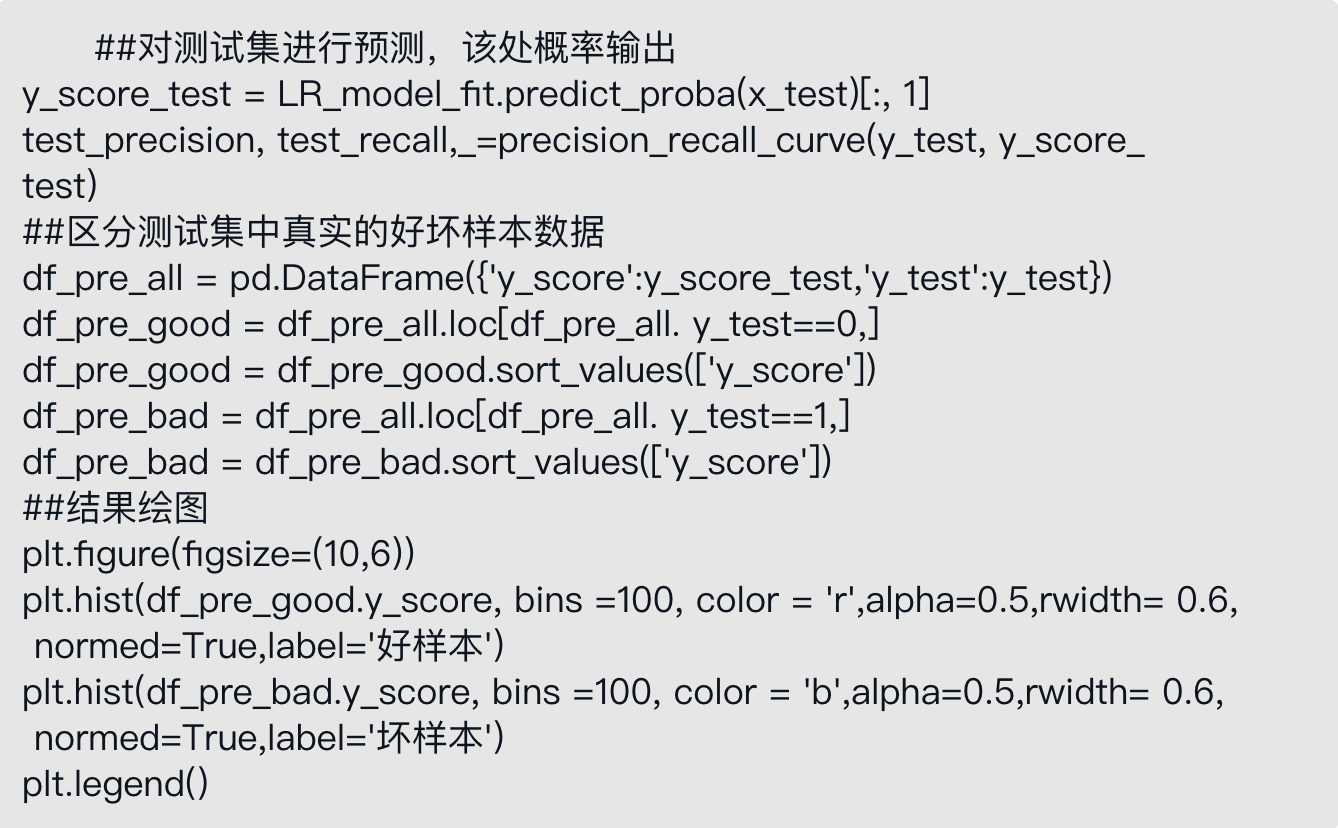 ##对测试集进行预测，该处概率输出
y_score_test = LR_model_fit.predict_proba(x_test)[:, 1]
test_precision, test_recall,_=precision_recall_curve(y_test, y_score_
test)
##区分测试集中真实的好坏样本数据
df_pre_all = pd.DataFrame({'y_score':y_score_test,'y_test':y_test})
df_pre_good = df_pre_all.loc[df_pre_all. y_test==0,]
df_pre_good = df_pre_good.sort_values(['y_score'])
df_pre_bad = df_pre_all.loc[df_pre_all. y_test==1,]
df_pre_bad = df_pre_bad.sort_values(['y_score'])
##结果绘图
plt.figure(figsize=(10,6))
plt.hist(df_pre_good.y_score, bins =100, color = 'r',alpha=0.5,rwidth= 0.6,
normed=True,label='好样本')
plt.hist(df_pre_bad.y_score, bins =100, color = 'b',alpha=0.5,rwidth= 0.6,
normed=True,label='坏样本')
plt.legend()